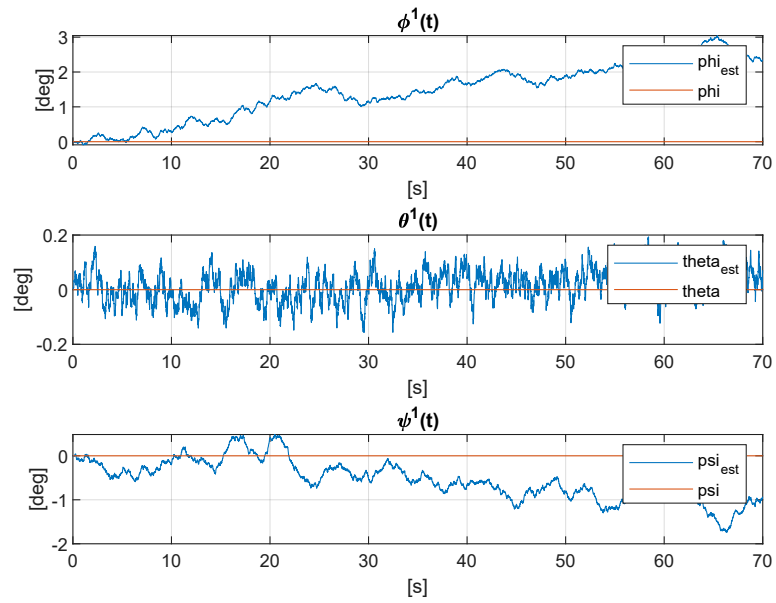 ϕ¹(t)
3
2
1
0
[deg]
phi_est
phi
0 10 20 30 40 50 60 70
[s]
θ¹(t)
0.2
0
-0.2
[deg]
theta_est
theta
0 10 20 30 40 50 60 70
[s]
ψ¹(t)
0
-1
-2
[deg]
psi_est
psi
0 10 20 30 40 50 60 70
[s]